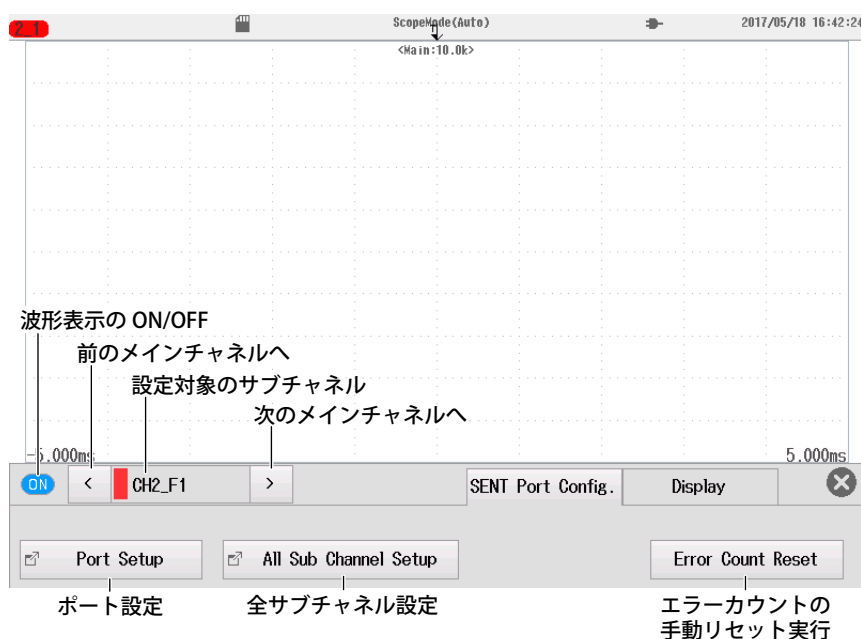 2_1 ScopeMode(Auto) 2017/05/18 16:42:24
<Main:10.0k>
波形表示の ON/OFF
前のメインチャネルへ
設定対象のサブチャネル
次のメインチャネルへ
-5.000ms 5.000ms
ON < CH2_F1 > SENT Port Config. Display
Port Setup All Sub Channel Setup Error Count Reset
ポート設定 全サブチャネル設定 エラーカウントの
手動リセット実行